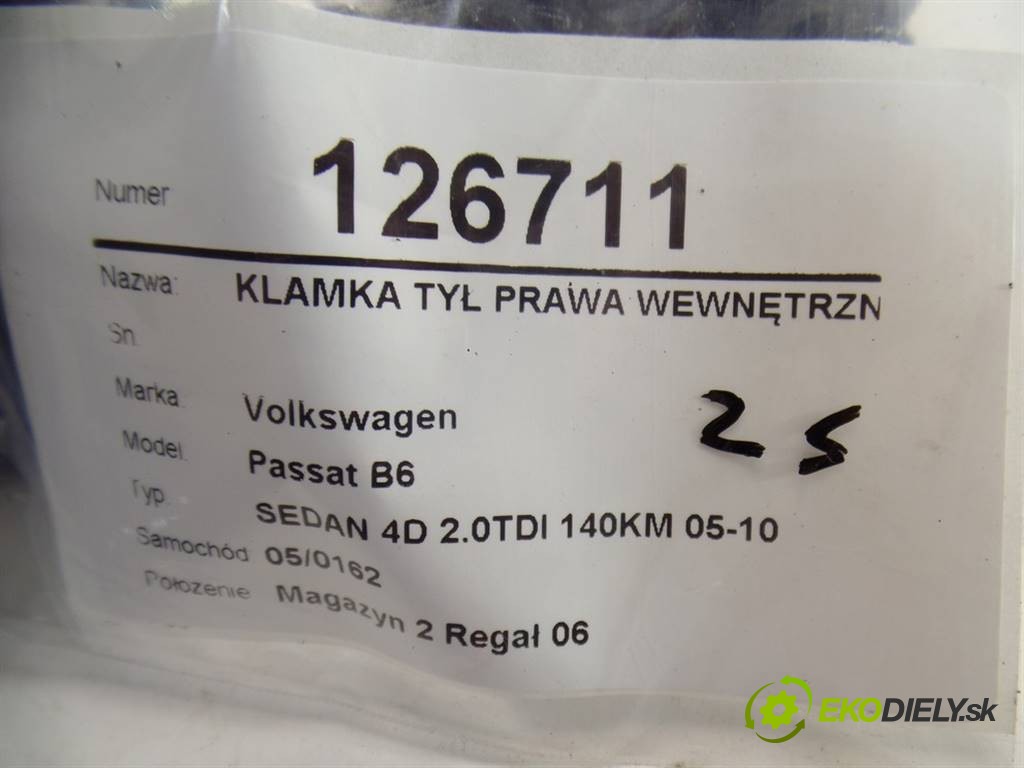 Numer 126711
Nazwa: KLAMKA TYŁ PRAWA WEWNĘTRZN
Sn.
Marka: Volkswagen
Model: Passat B6
Typ. SEDAN 4D 2.0TDI 140KM 05-10
Samochód 05/0162
Położenie Magazyn 2 Regał 06
2 S
EKODIELY.sk